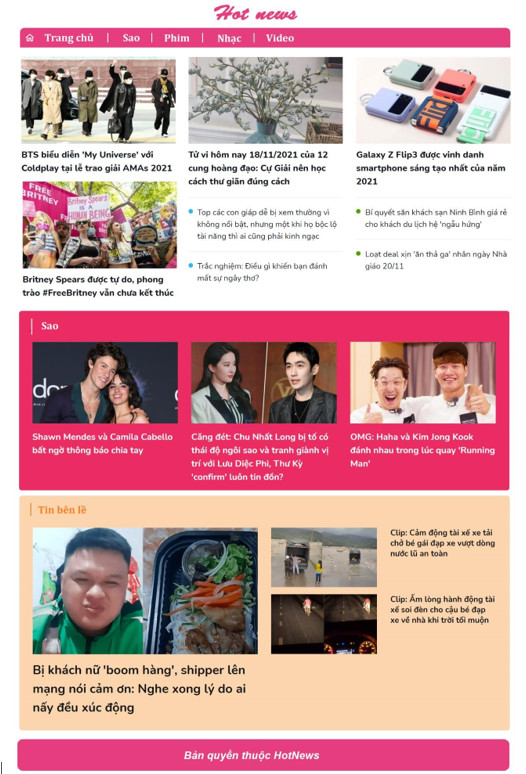 Hot news
Trang chủ | Sao | Phim | Nhạc | Video
BTS biểu diễn 'My Universe' với
Coldplay tại lễ trao giải AMAs 2021
FREE BRITNEY
Britney Spears
is a
HUMAN
BEING
Britney Spears được tự do, phong
trào #FreeBritney vẫn chưa kết thúc
Tử vi hôm nay 18/11/2021 của 12
cung hoàng đạo: Cự Giải nên học
cách thư giãn đúng cách
Top các con giáp dễ bị xem thường vì
không nổi bật, nhưng một khi họ bộc lộ
tài năng thì ai cũng phải kinh ngạc
Trắc nghiệm: Điều gì khiến bạn đánh
mất sự ngây thơ?
Galaxy Z Flip3 được vinh danh
smartphone sáng tạo nhất của năm
2021
Bí quyết săn khách sạn Ninh Bình giá rẻ
cho khách du lịch hệ 'ngẫu hứng'
Loạt deal xịn 'ăn thả ga' nhân ngày Nhà
giáo 20/11
Sao
Shawn Mendes và Camila Cabello
bất ngờ thông báo chia tay
Căng đét: Chu Nhất Long bị tố có
thái độ ngôi sao và tranh giành vị
trí với Lưu Diệc Phi, Thư Kỳ
'confirm' luôn tin đồn?
OMG: Haha và Kim Jong Kook
đánh nhau trong lúc quay 'Running
Man'
Tin bên lề
Bị khách nữ 'boom hàng', shipper lên
mạng nói cảm ơn: Nghe xong lý do ai
nấy đều xúc động
Clip: Cảm động tài xế xe tải
chở bé gái đạp xe vượt dòng
nước lũ an toàn
Clip: Ấm lòng hành động tài
xế soi đèn cho cậu bé đạp
xe về nhà khi trời tối muộn
Bản quyền thuộc HotNews